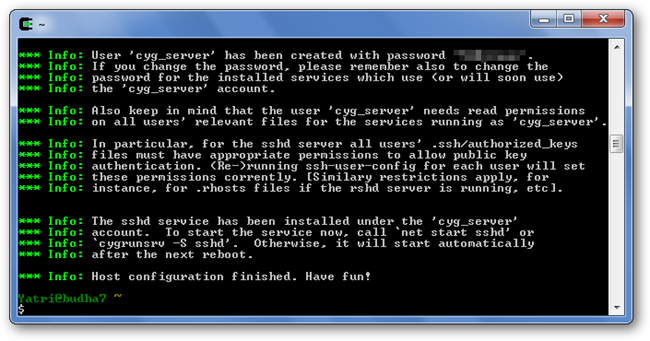 ~
*** Info: User 'cyg_server' has been created with password '
*** Info: If you change the password, please remember also to change the
*** Info: password for the installed services which use (or will soon use)
*** Info: the 'cyg_server' account.
*** Info: Also keep in mind that the user 'cyg_server' needs read permissions
*** Info: on all users' relevant files for the services running as 'cyg_server'.
*** Info: In particular, for the sshd server all users' .ssh/authorized_keys
*** Info: files must have appropriate permissions to allow public key
*** Info: authentication. (Re-)running ssh-user-config for each user will set
*** Info: these permissions corrently. [Similary restrictions apply, for
*** Info: instance, for .rhosts files if the rshd server is running, etc].
*** Info: The sshd service has been installed under the 'cyg_server'
*** Info: account.  To start the service now, call `net start sshd' or
*** Info: `cygrunsrv -S sshd'.  Otherwise, it will start automatically
*** Info: after the next reboot.
*** Info: Host configuration finished. Have fun!
Yatri@budha7 ~
$